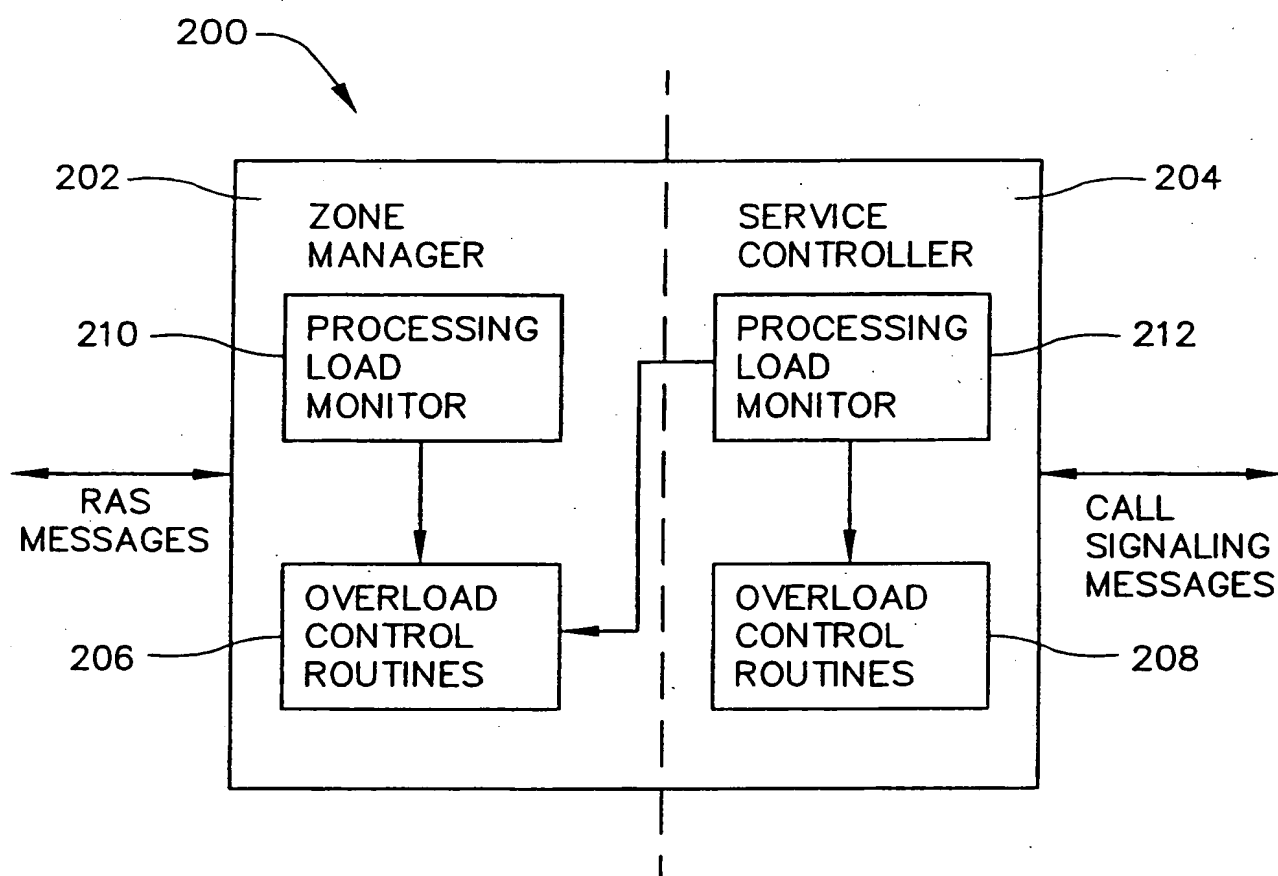 200
202
204
ZONE
MANAGER
SERVICE
CONTROLLER
210
PROCESSING
LOAD
MONITOR
PROCESSING
LOAD
MONITOR
212
RAS
MESSAGES
CALL
SIGNALING
MESSAGES
206
OVERLOAD
CONTROL
ROUTINES
OVERLOAD
CONTROL
ROUTINES
208